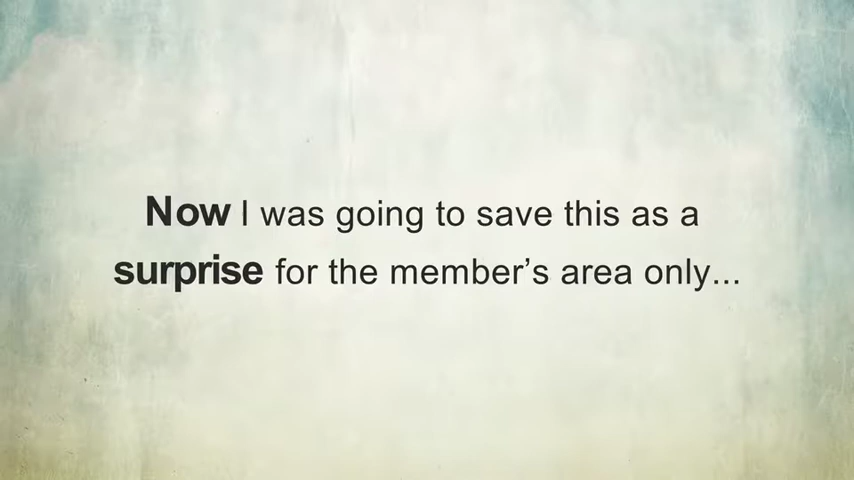 Now I was going to save this as a
surprise for the member’s area only...